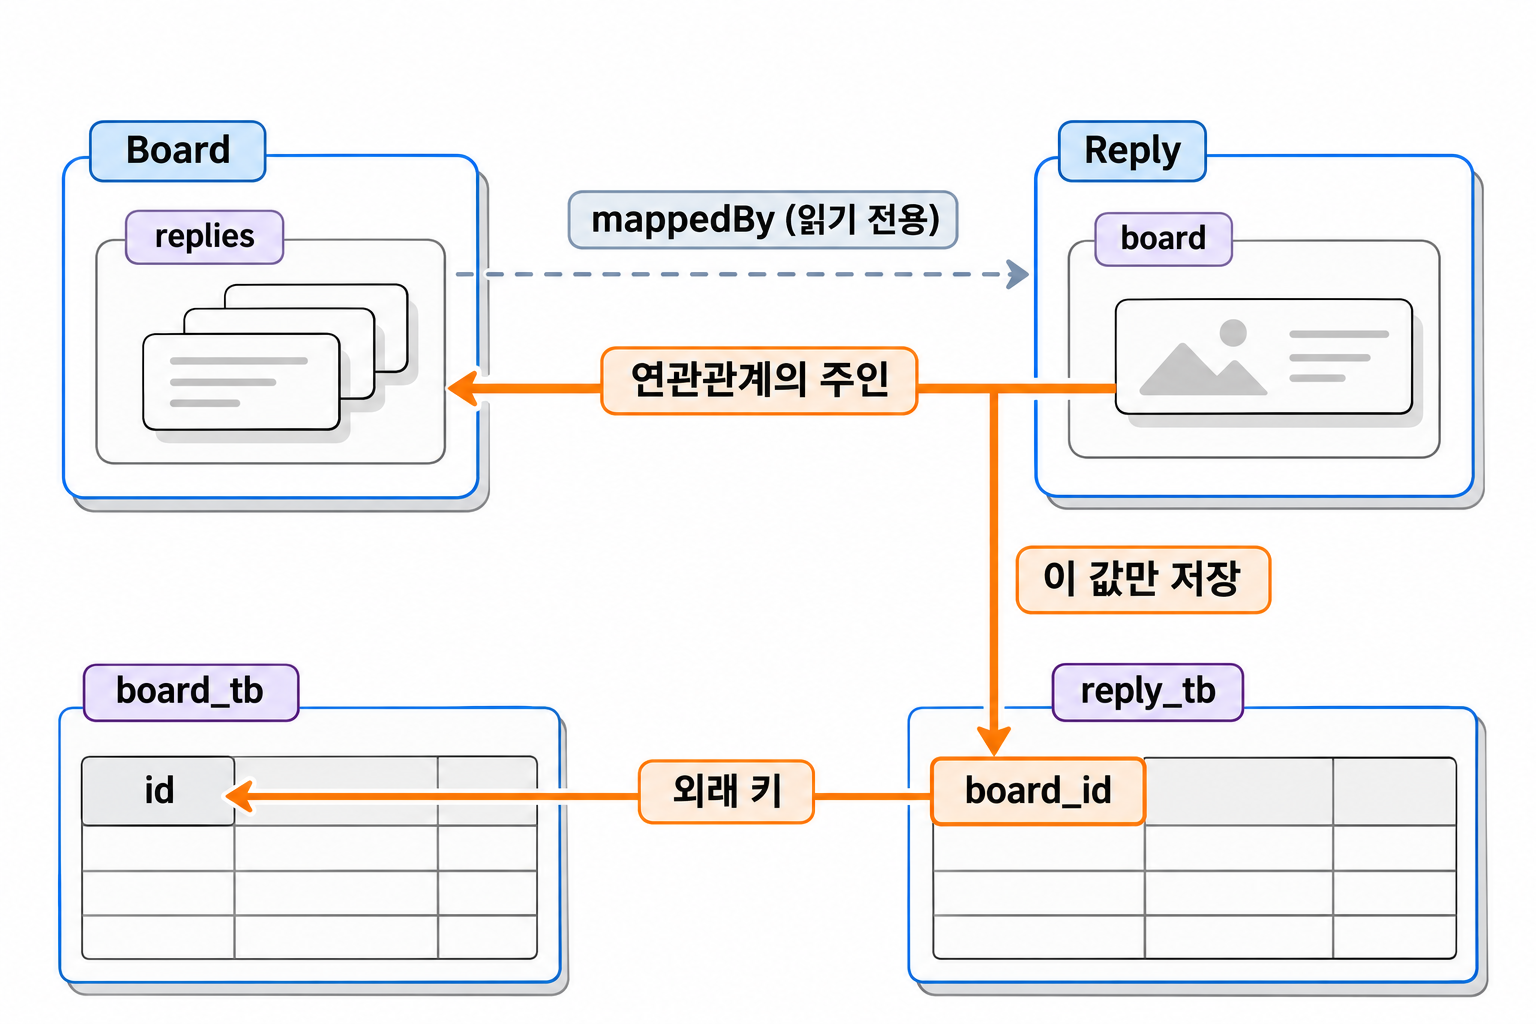 Board
Reply
replies
mappedBy (읽기 전용)
board
연관관계의 주인
이 값만 저장
board_tb
reply_tb
id
외래 키
board_id